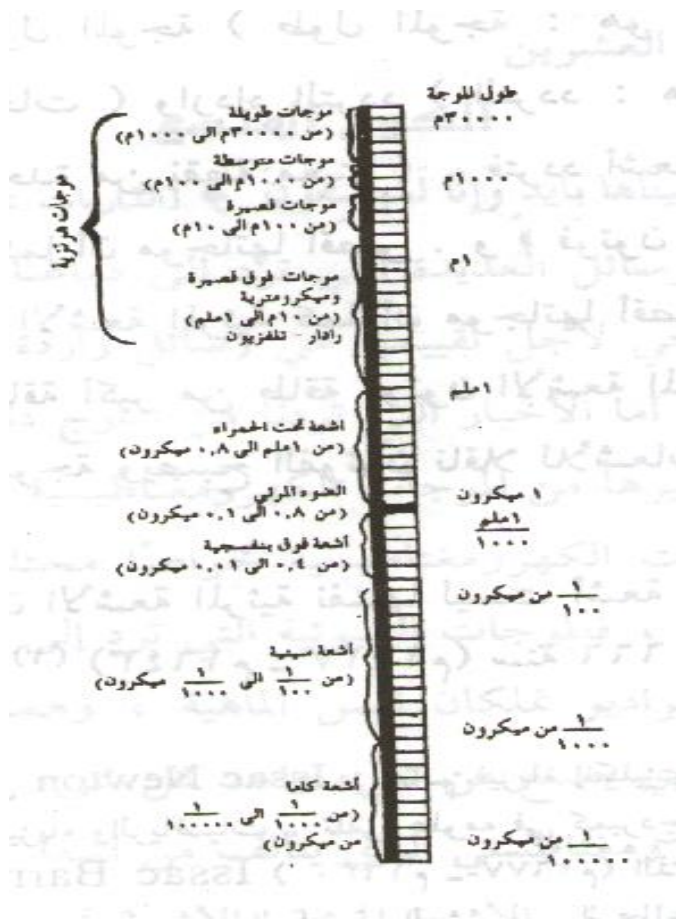 طول الموجة
٣٠٠٠٠م
١٠٠٠م
١م
١ملم
١ ميكرون
١ملم
١٠٠٠
١
١٠٠ من ميكرون
١
١٠٠٠ من ميكرون
١
١٠٠٠٠٠ من ميكرون
موجات طويلة
(من ٣٠٠٠٠م الى ١٠٠٠م)
موجات متوسطة
(من ١٠٠٠م الى ١٠٠م)
موجات قصيرة
(من ١٠٠م الى ١٠م)
موجات فوق قصيرة
وميكرومترية
(من ١٠م الى ١ملم)
رادار - تلفزيون
موجات هرتزية
اشعة تحت الحمراء
(من ١ملم الى ٠,٨ ميكرون)
الضوء المرئي
(من ٠,٨ الى ٠,٦ ميكرون)
أشعة فوق بنفسجية
(من ٠,٤ الى ٠,٠١ ميكرون)
أشعة سينية
(من ١/١٠٠ الى ١/١٠٠٠ ميكرون)
أشعة كاما
(من ١/١٠٠٠ الى ١/١٠٠٠٠٠
من ميكرون)